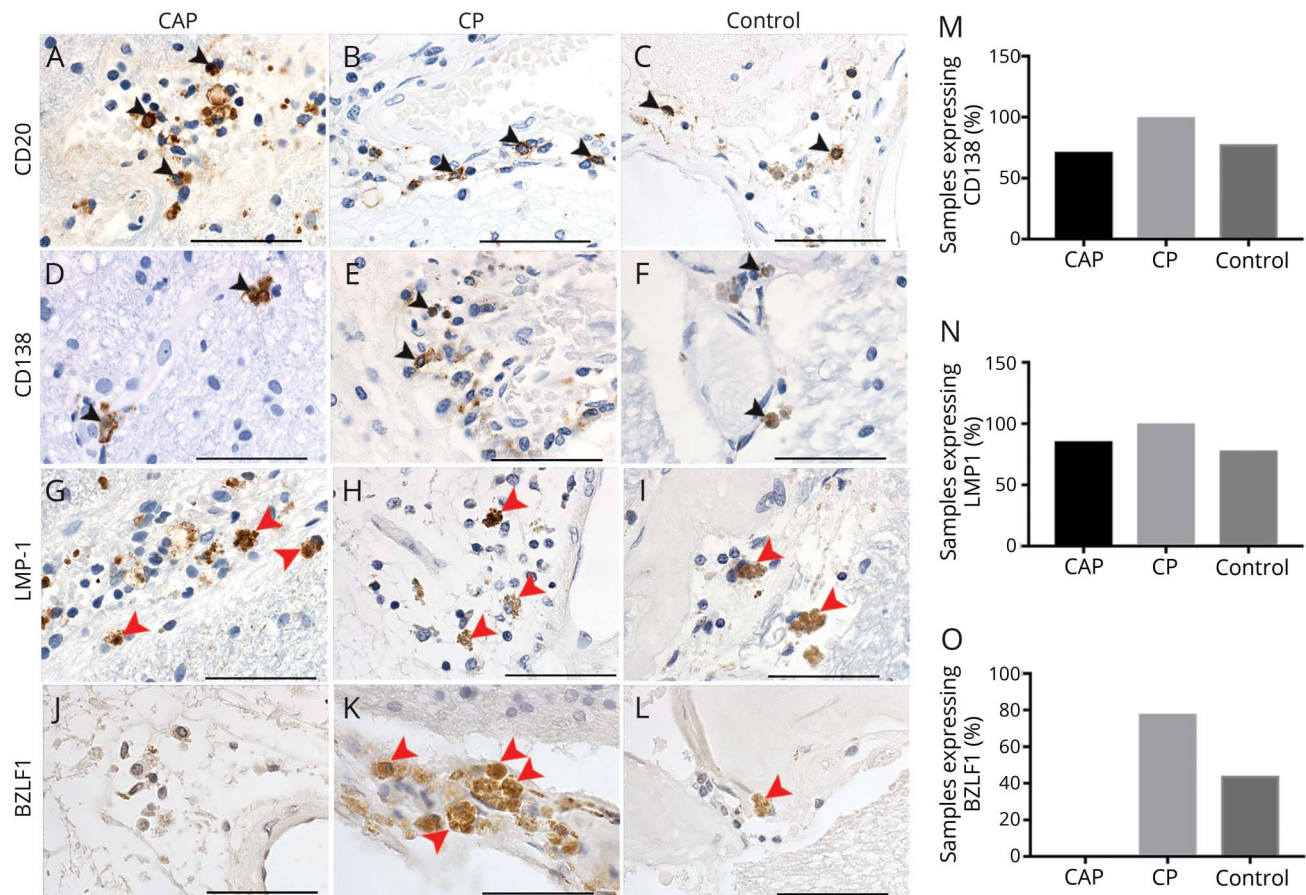 CAP CP Control
A B C
CD20
D E F
CD138
G H I
LMP-1
J K L
BZLF1
M
Samples expressing
CD138 (%)
150
100
50
0
CAP CP Control
N
Samples expressing
LMP1 (%)
150
100
50
0
CAP CP Control
O
Samples expressing
BZLF1 (%)
100
80
60
40
20
0
CAP CP Control